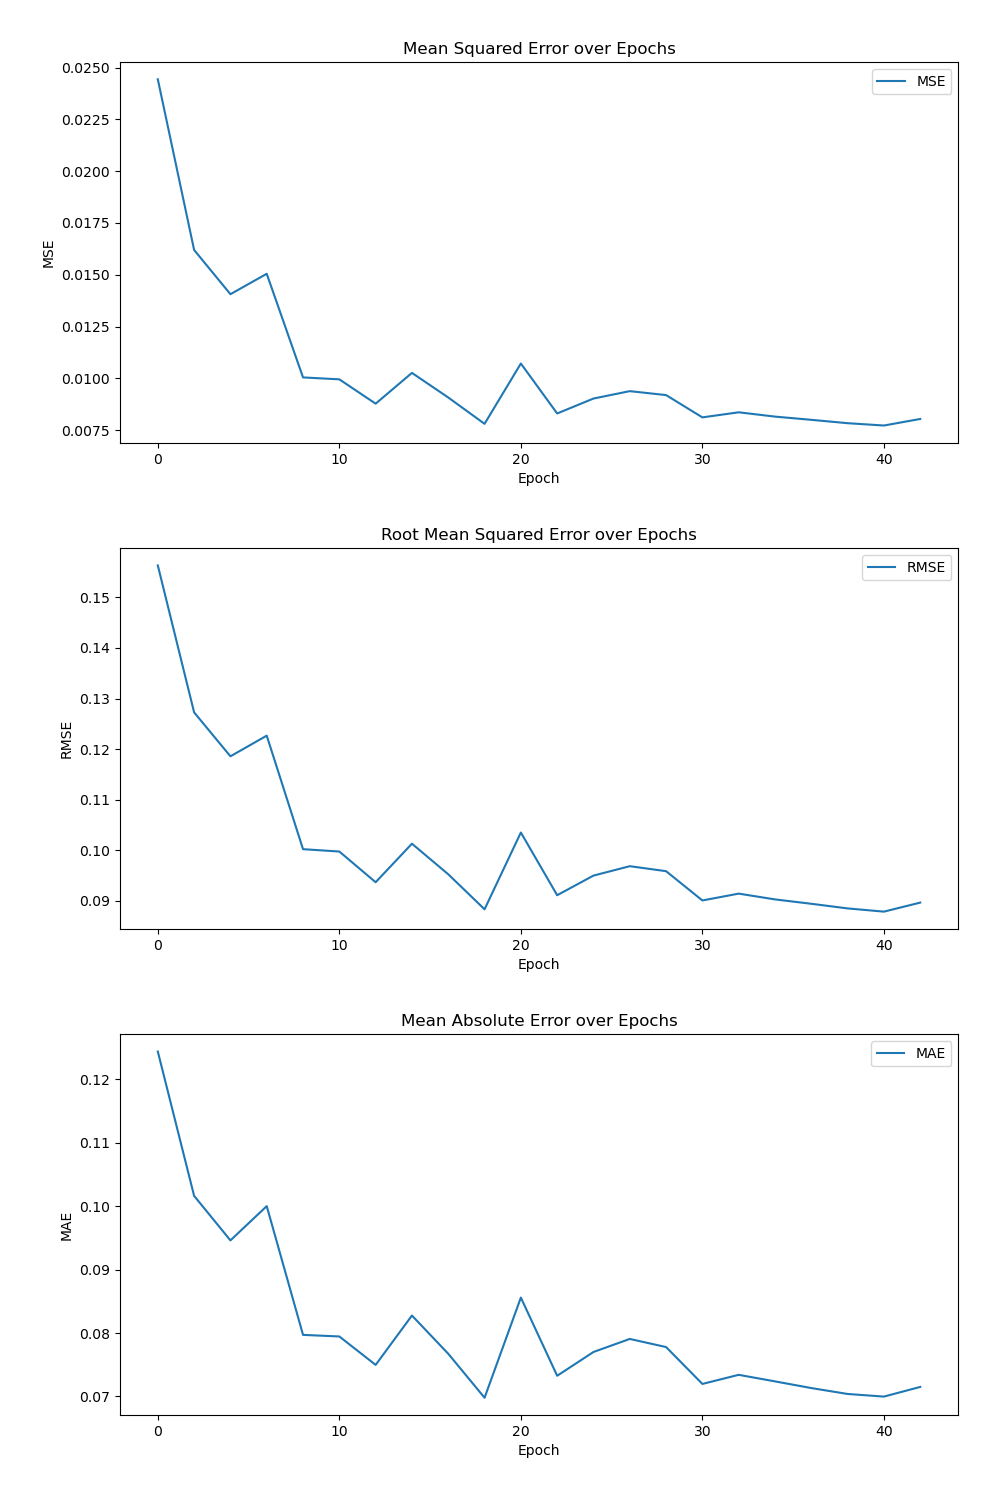 Mean Squared Error over Epochs
MSE
0.0250
0.0225
0.0200
0.0175
0.0150
0.0125
0.0100
0.0075
MSE
0 10 20 30 40
Epoch
Root Mean Squared Error over Epochs
RMSE
0.15
0.14
0.13
0.12
0.11
0.10
0.09
RMSE
0 10 20 30 40
Epoch
Mean Absolute Error over Epochs
MAE
0.12
0.11
0.10
0.09
0.08
0.07
MAE
0 10 20 30 40
Epoch